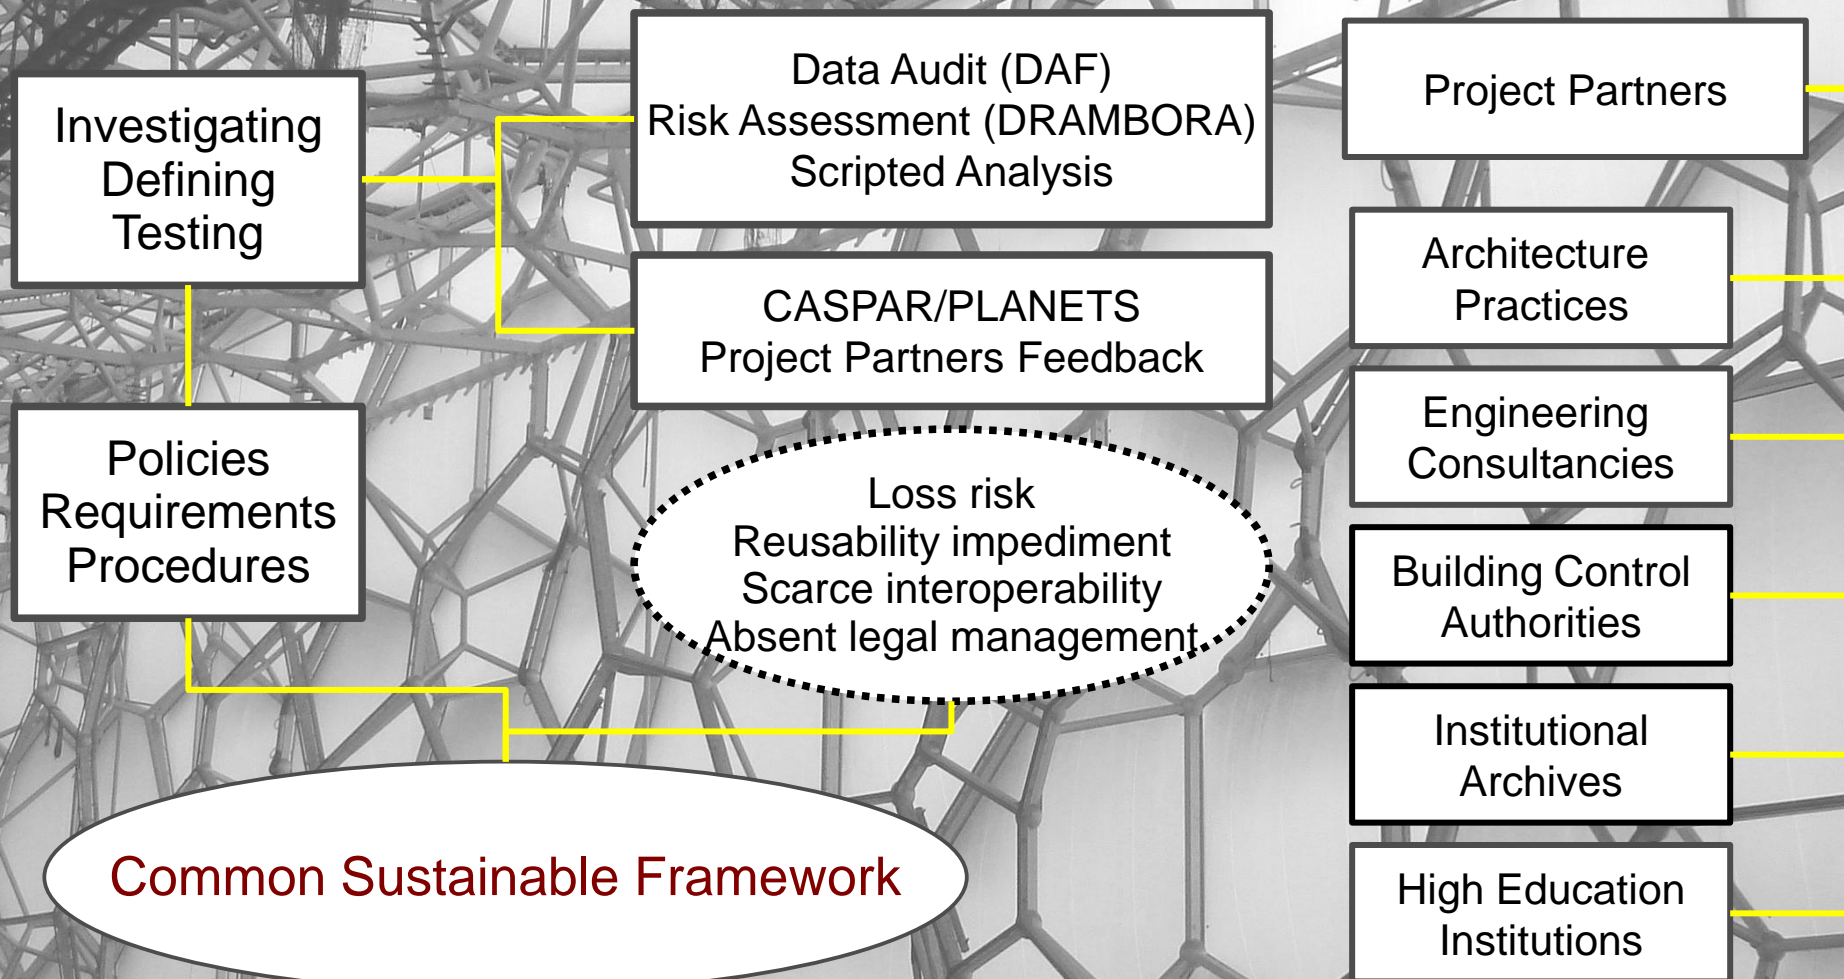 Investigating
Defining
Testing
Policies
Requirements
Procedures
Data Audit (DAF)
Risk Assessment (DRAMBORA)
Scripted Analysis
CASPAR/PLANETS
Project Partners Feedback
Loss risk
Reusability impediment
Scarce interoperability
Absent legal management
Common Sustainable Framework
Project Partners
Architecture
Practices
Engineering
Consultancies
Building Control
Authorities
Institutional
Archives
High Education
Institutions